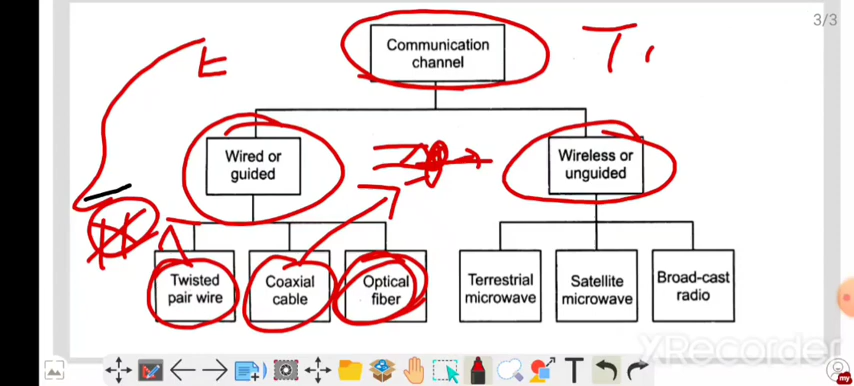 3/3
Communication
channel
Wired or
guided
Wireless or
unguided
Twisted
pair wire
Coaxial
cable
Optical
fiber
Terrestrial
microwave
Satellite
microwave
Broad-cast
radio
XRecorder
T
my